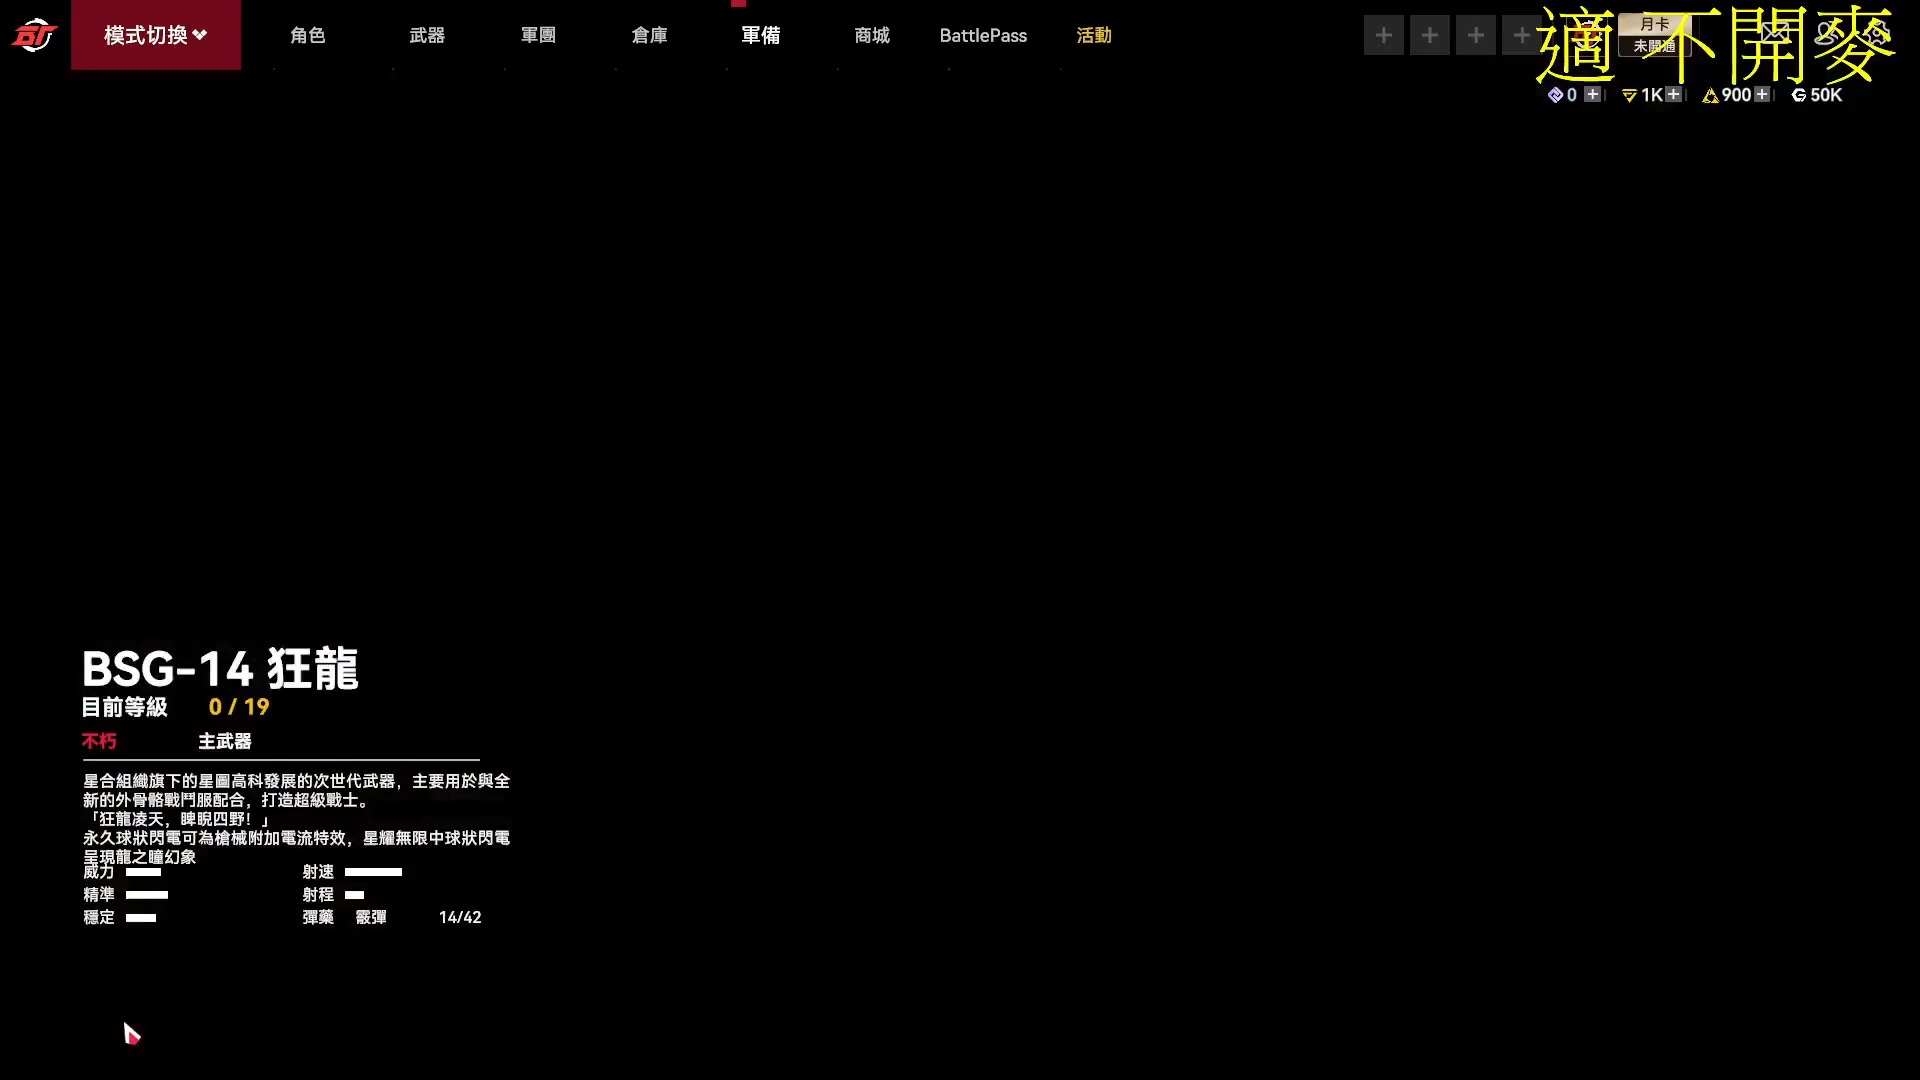 模式切換 角色 武器 軍團 倉庫 軍備 商城 BattlePass 活動
適 不開麥
月卡
未開通
0 1K 900 50K
BSG-14 狂龍
目前等級 0 / 19
不朽 主武器
星合組織旗下的星圖高科發展的次世代武器，主要用於與全
新的外骨骼戰鬥服配合，打造超級戰士。
「狂龍凌天，睥睨四野！」
永久球狀閃電可為槍械附加電流特效，星耀無限中球狀閃電
呈現龍之瞳幻象
威力 射速
精準 射程
穩定 彈藥 霰彈 14/42